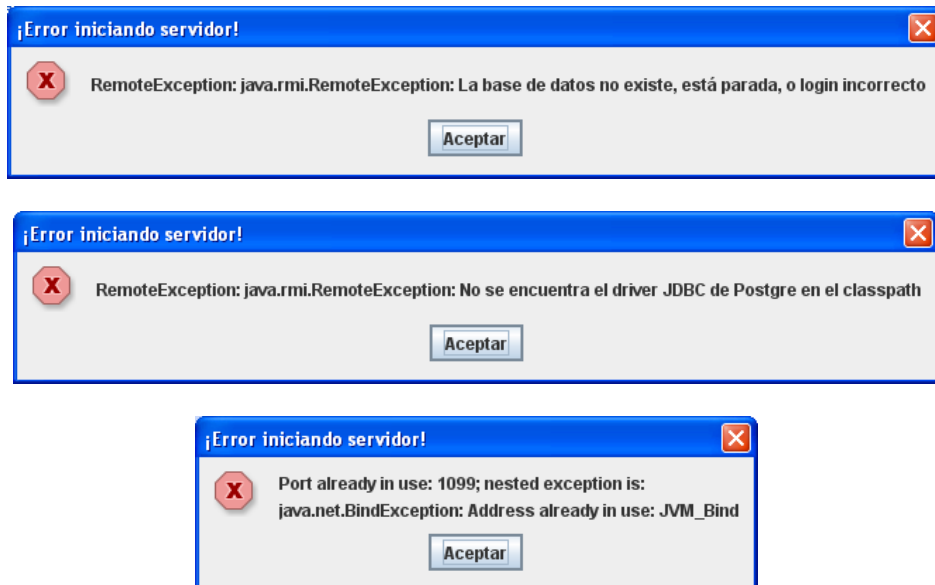 ¡Error iniciando servidor!
RemoteException: java.rmi.RemoteException: La base de datos no existe, está parada, o login incorrecto
Aceptar
¡Error iniciando servidor!
RemoteException: java.rmi.RemoteException: No se encuentra el driver JDBC de Postgre en el classpath
Aceptar
¡Error iniciando servidor!
Port already in use: 1099; nested exception is:
java.net.BindException: Address already in use: JVM_Bind
Aceptar